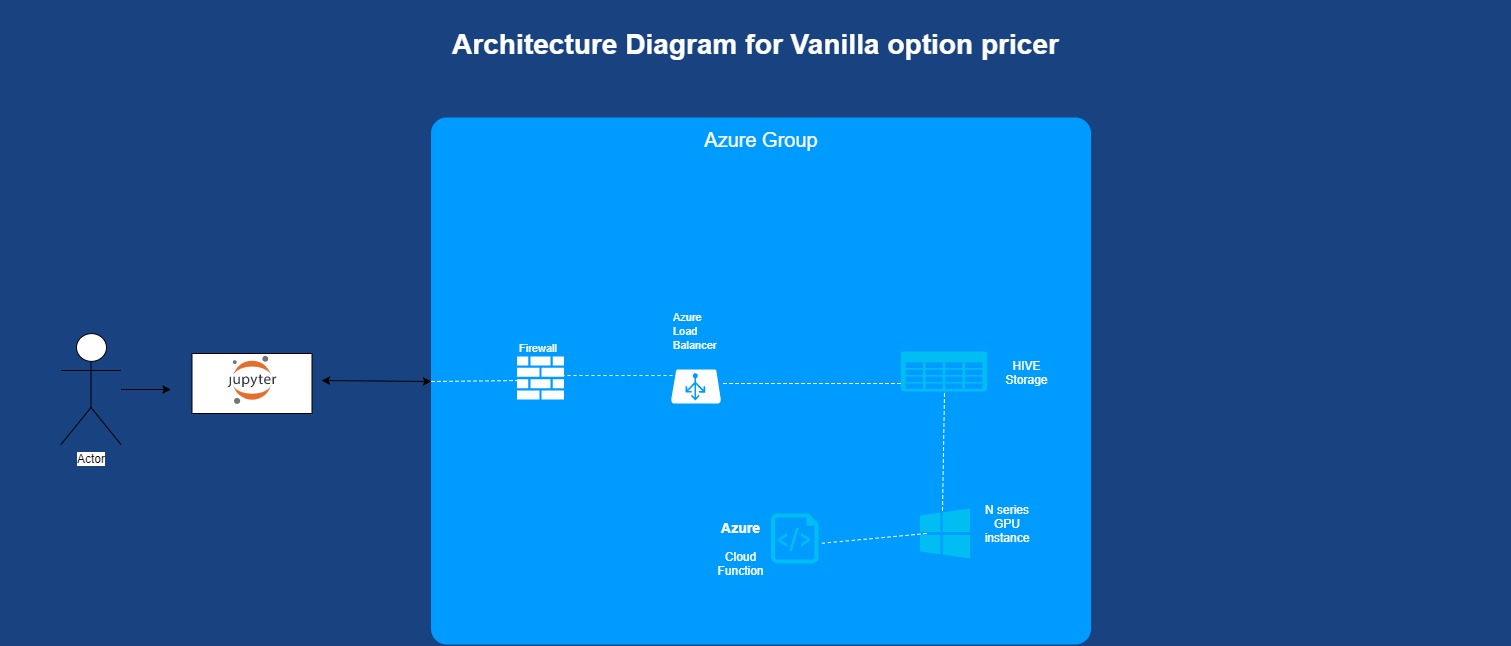 Architecture Diagram for Vanilla option pricer
Azure Group
Azure
Load
Balancer
Firewall
jupyter
HIVE
Storage
Actor
N series
GPU
instance
Azure
</>
Cloud
Function